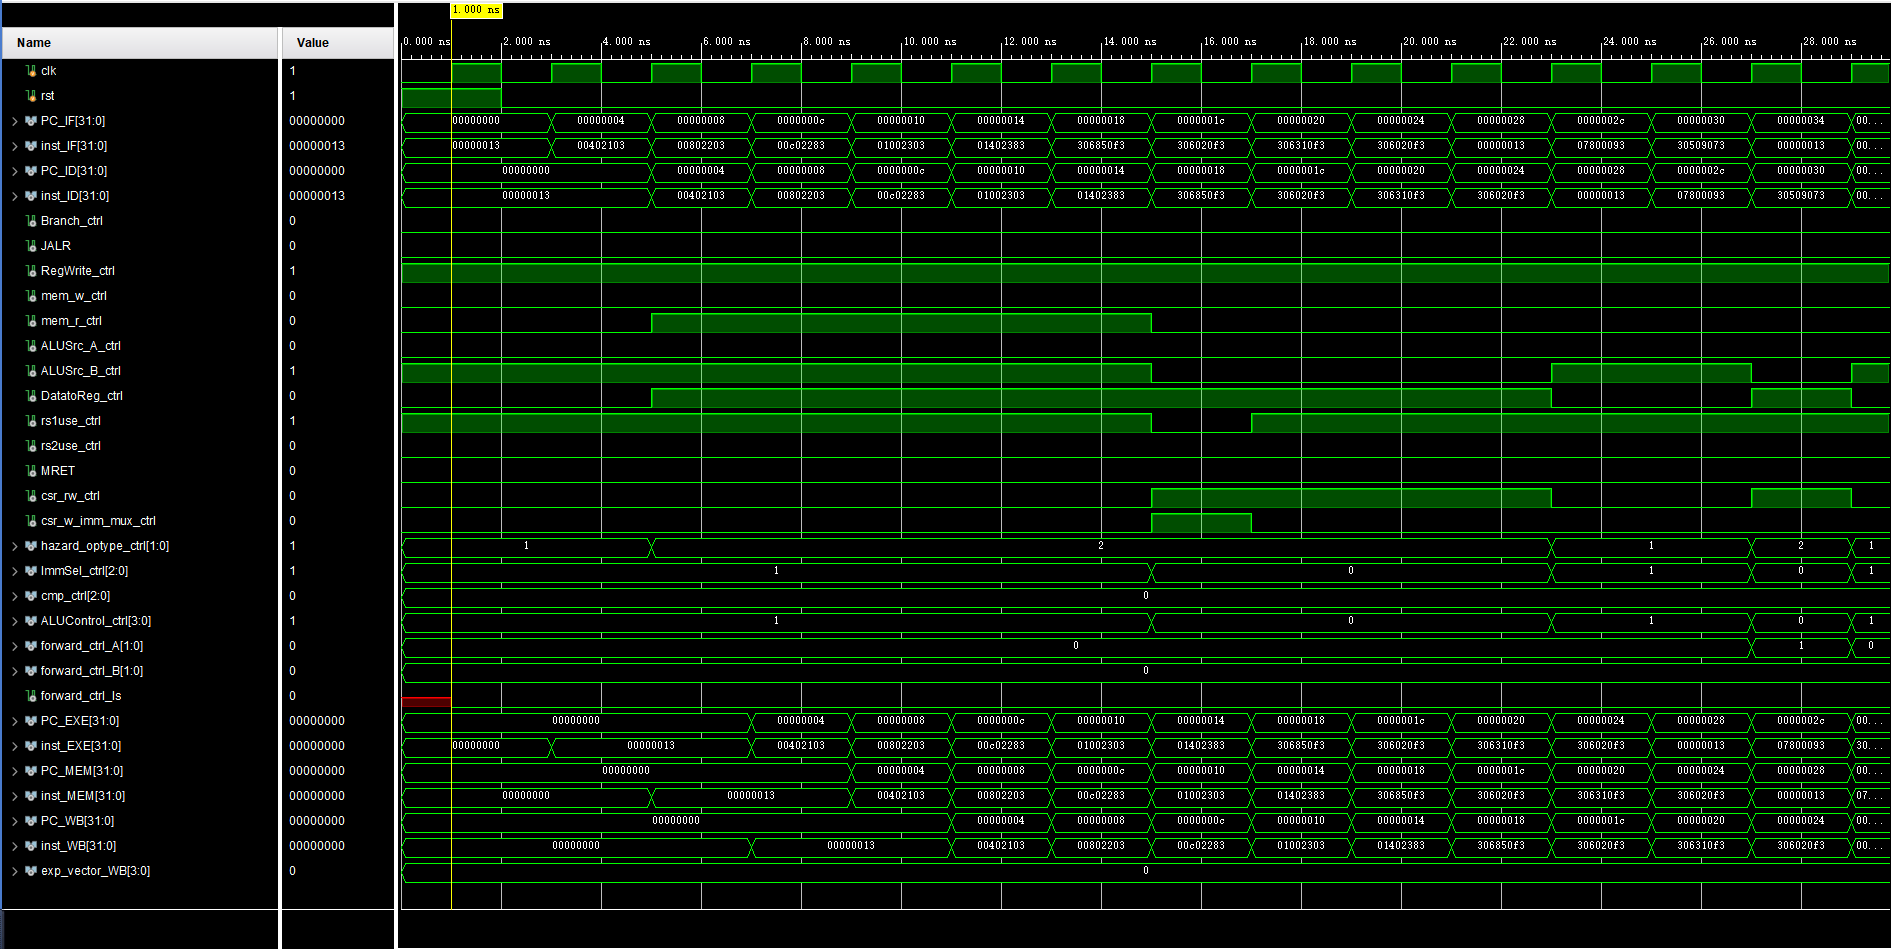 1.000 ns
Name Value
0.000 ns 2.000 ns 4.000 ns 6.000 ns 8.000 ns 10.000 ns 12.000 ns 14.000 ns 16.000 ns 18.000 ns 20.000 ns 22.000 ns 24.000 ns 26.000 ns 28.000 ns
clk 1
rst 1
PC_IF[31:0] 00000000 00000000 00000004 00000008 0000000c 00000010 00000014 00000018 0000001c 00000020 00000024 00000028 0000002c 00000030 00000034 00...
inst_IF[31:0] 00000013 00000013 00402103 00802203 00c02283 01002303 01402383 306850f3 306020f3 306310f3 306020f3 00000013 07800093 30509073 00000013 00...
PC_ID[31:0] 00000000 00000000 00000004 00000008 0000000c 00000010 00000014 00000018 0000001c 00000020 00000024 00000028 0000002c 00000030 00...
inst_ID[31:0] 00000013 00000013 00402103 00802203 00c02283 01002303 01402383 306850f3 306020f3 306310f3 306020f3 00000013 07800093 30509073 00...
Branch_ctrl 0
JALR 0
RegWrite_ctrl 1
mem_w_ctrl 0
mem_r_ctrl 0
ALUSrc_A_ctrl 0
ALUSrc_B_ctrl 1
DatatoReg_ctrl 0
rs1use_ctrl 1
rs2use_ctrl 0
MRET 0
csr_rw_ctrl 0
csr_w_imm_mux_ctrl 0
hazard_optype_ctrl[1:0] 1 1 2 1 2 1
ImmSel_ctrl[2:0] 1 1 0 1 0 1
cmp_ctrl[2:0] 0 0
ALUControl_ctrl[3:0] 1 1 0 1 0 1
forward_ctrl_A[1:0] 0 0 1 0
forward_ctrl_B[1:0] 0 0
forward_ctrl_ls 0
PC_EXE[31:0] 00000000 00000000 00000004 00000008 0000000c 00000010 00000014 00000018 0000001c 00000020 00000024 00000028 0000002c 00...
inst_EXE[31:0] 00000000 00000000 00000013 00402103 00802203 00c02283 01002303 01402383 306850f3 306020f3 306310f3 306020f3 00000013 07800093 30...
PC_MEM[31:0] 00000000 00000000 00000004 00000008 0000000c 00000010 00000014 00000018 0000001c 00000020 00000024 00000028 00...
inst_MEM[31:0] 00000000 00000000 00000013 00402103 00802203 00c02283 01002303 01402383 306850f3 306020f3 306310f3 306020f3 00000013 07...
PC_WB[31:0] 00000000 00000000 00000004 00000008 0000000c 00000010 00000014 00000018 0000001c 00000020 00000024 00...
inst_WB[31:0] 00000000 00000000 00000013 00402103 00802203 00c02283 01002303 01402383 306850f3 306020f3 306310f3 306020f3 00...
exp_vector_WB[3:0] 0 0